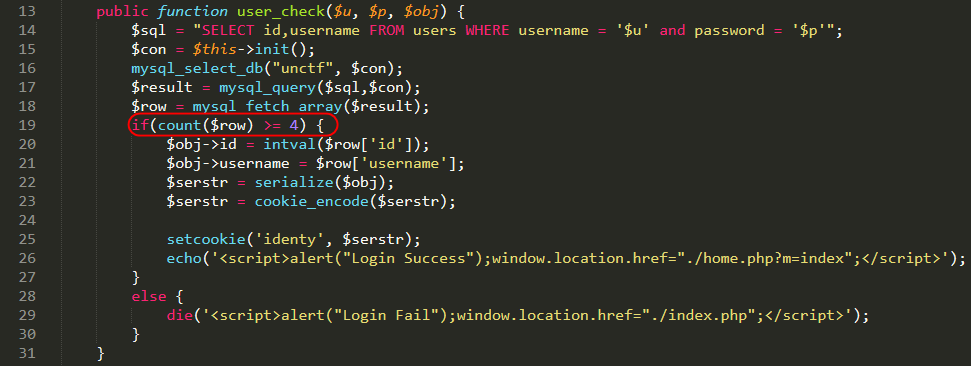 13 public function user_check($u, $p, $obj) {
14 $sql = "SELECT id,username FROM users WHERE username = '$u' and password = '$p'";
15 $con = $this->init();
16 mysql_select_db("unctf", $con);
17 $result = mysql_query($sql,$con);
18 $row = mysql_fetch_array($result);
19 if(count($row) >= 4) {
20 $obj->id = intval($row['id']);
21 $obj->username = $row['username'];
22 $serstr = serialize($obj);
23 $serstr = cookie_encode($serstr);
24
25 setcookie('identy', $serstr);
26 echo('<script>alert("Login Success");window.location.href="./home.php?m=index";</script>');
27 }
28 else {
29 die('<script>alert("Login Fail");window.location.href="./index.php";</script>');
30 }
31 }